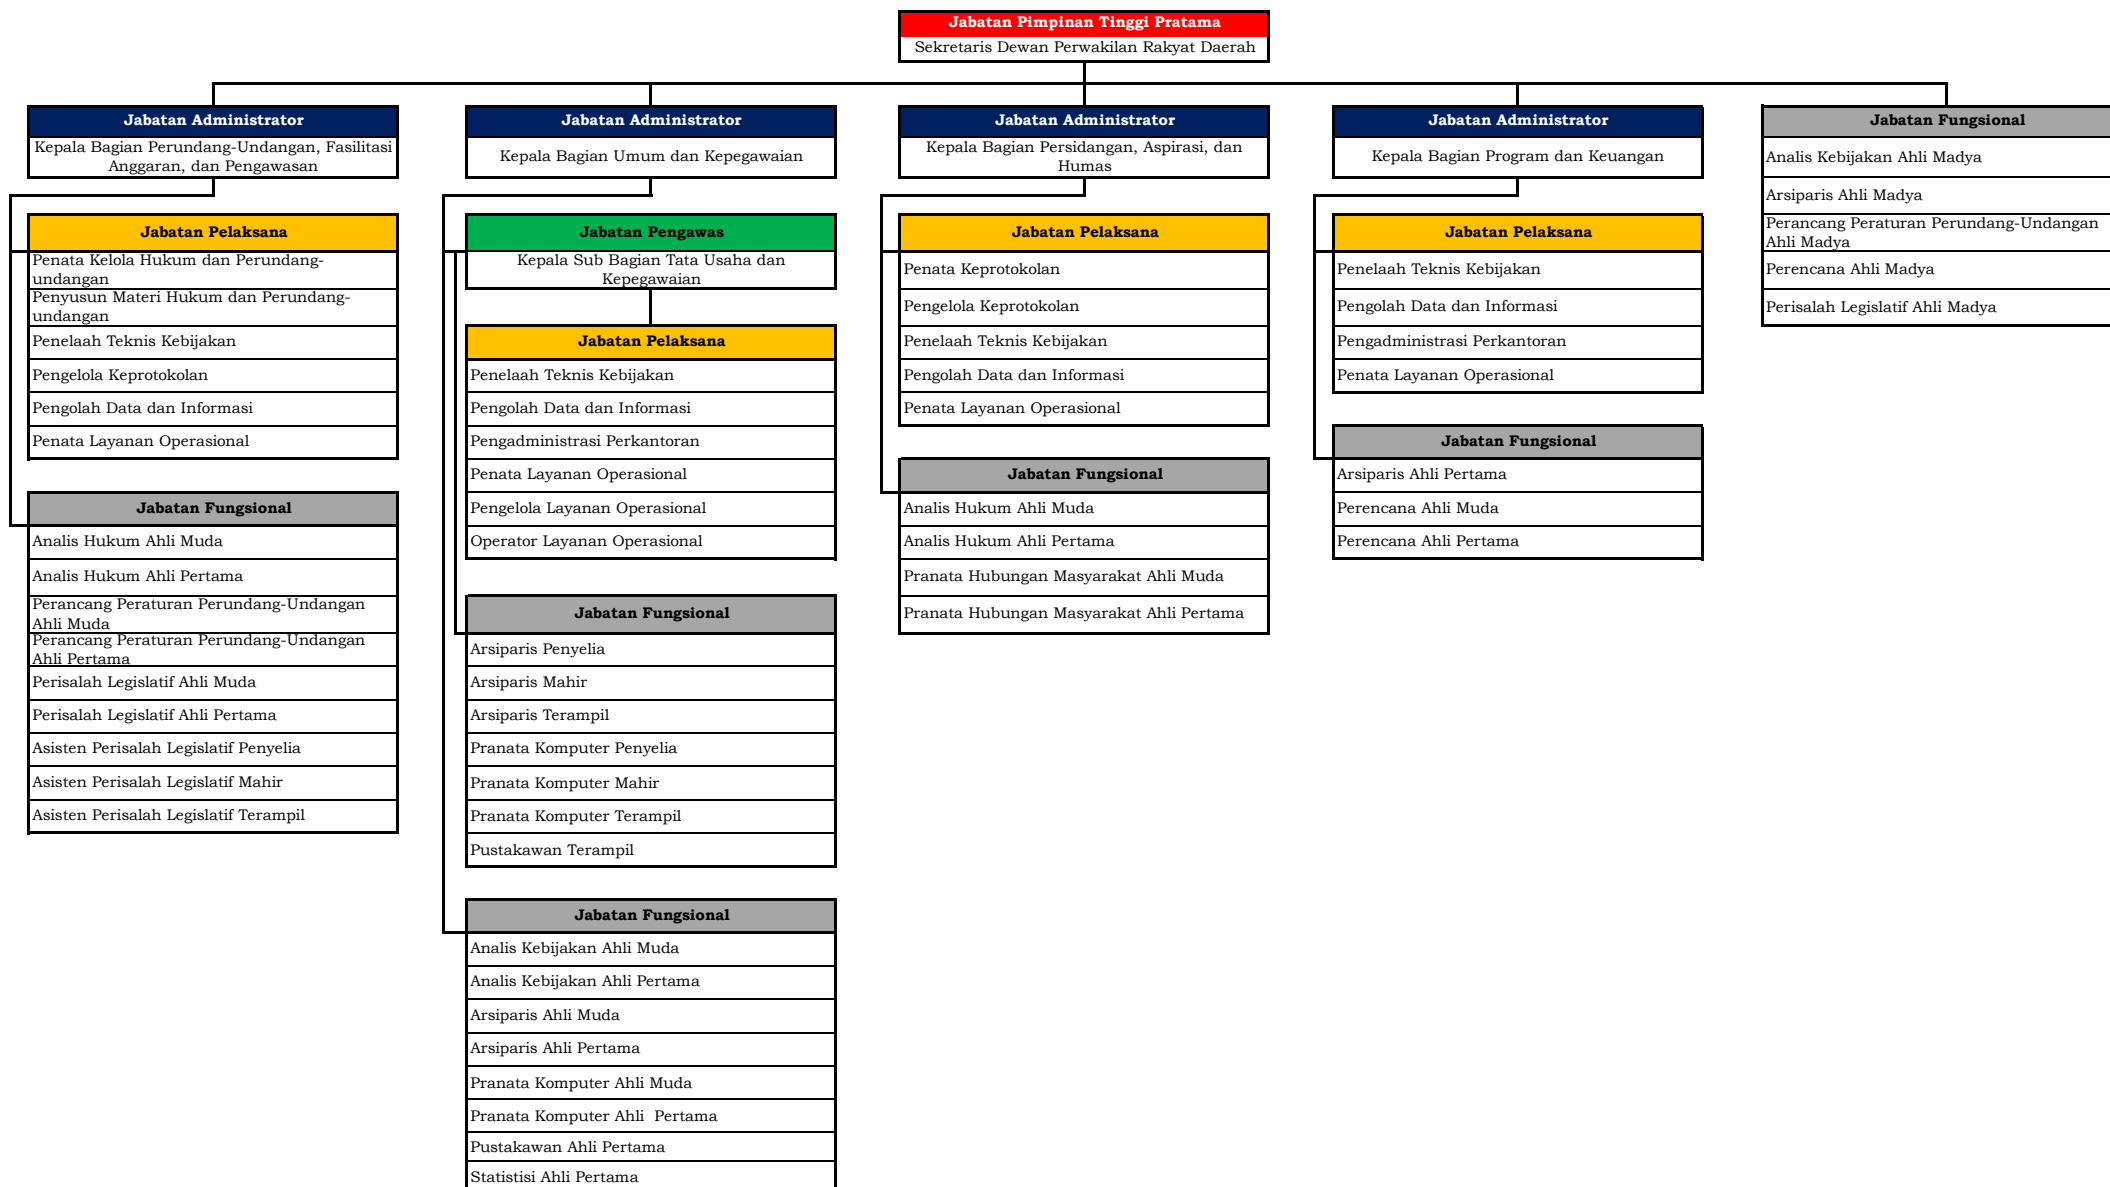 Jabatan Pimpinan Tinggi Pratama
Sekretaris Dewan Perwakilan Rakyat Daerah
Jabatan Administrator
Kepala Bagian Perundang-Undangan, Fasilitasi
Anggaran, dan Pengawasan
Jabatan Pelaksana
Penata Kelola Hukum dan Perundang-
undangan
Penyusun Materi Hukum dan Perundang-
undangan
Penelaah Teknis Kebijakan
Pengelola Keprotokolan
Pengolah Data dan Informasi
Penata Layanan Operasional
Jabatan Fungsional
Analis Hukum Ahli Muda
Analis Hukum Ahli Pertama
Perancang Peraturan Perundang-Undangan
Ahli Muda
Perancang Peraturan Perundang-Undangan
Ahli Pertama
Perisalah Legislatif Ahli Muda
Perisalah Legislatif Ahli Pertama
Asisten Perisalah Legislatif Penyelia
Asisten Perisalah Legislatif Mahir
Asisten Perisalah Legislatif Terampil
Jabatan Administrator
Kepala Bagian Umum dan Kepegawaian
Jabatan Pengawas
Kepala Sub Bagian Tata Usaha dan
Kepegawaian
Jabatan Pelaksana
Penelaah Teknis Kebijakan
Pengolah Data dan Informasi
Pengadministrasi Perkantoran
Penata Layanan Operasional
Pengelola Layanan Operasional
Operator Layanan Operasional
Jabatan Fungsional
Arsiparis Penyelia
Arsiparis Mahir
Arsiparis Terampil
Pranata Komputer Penyelia
Pranata Komputer Mahir
Pranata Komputer Terampil
Pustakawan Terampil
Jabatan Fungsional
Analis Kebijakan Ahli Muda
Analis Kebijakan Ahli Pertama
Arsiparis Ahli Muda
Arsiparis Ahli Pertama
Pranata Komputer Ahli Muda
Pranata Komputer Ahli  Pertama
Pustakawan Ahli Pertama
Statistisi Ahli Pertama
Jabatan Administrator
Kepala Bagian Persidangan, Aspirasi, dan
Humas
Jabatan Pelaksana
Penata Keprotokolan
Pengelola Keprotokolan
Penelaah Teknis Kebijakan
Pengolah Data dan Informasi
Penata Layanan Operasional
Jabatan Fungsional
Analis Hukum Ahli Muda
Analis Hukum Ahli Pertama
Pranata Hubungan Masyarakat Ahli Muda
Pranata Hubungan Masyarakat Ahli Pertama
Jabatan Administrator
Kepala Bagian Program dan Keuangan
Jabatan Pelaksana
Penelaah Teknis Kebijakan
Pengolah Data dan Informasi
Pengadministrasi Perkantoran
Penata Layanan Operasional
Jabatan Fungsional
Arsiparis Ahli Pertama
Perencana Ahli Muda
Perencana Ahli Pertama
Jabatan Fungsional
Analis Kebijakan Ahli Madya
Arsiparis Ahli Madya
Perancang Peraturan Perundang-Undangan
Ahli Madya
Perencana Ahli Madya
Perisalah Legislatif Ahli Madya